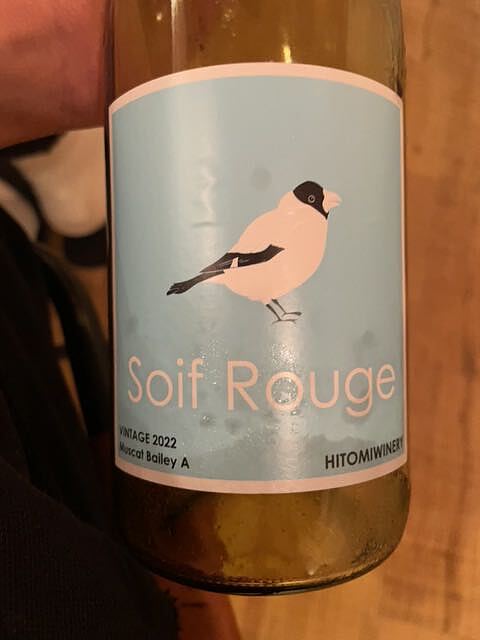 Soif Rouge
VINTAGE 2022
Muscat Bailey A
HITOMIWINERY